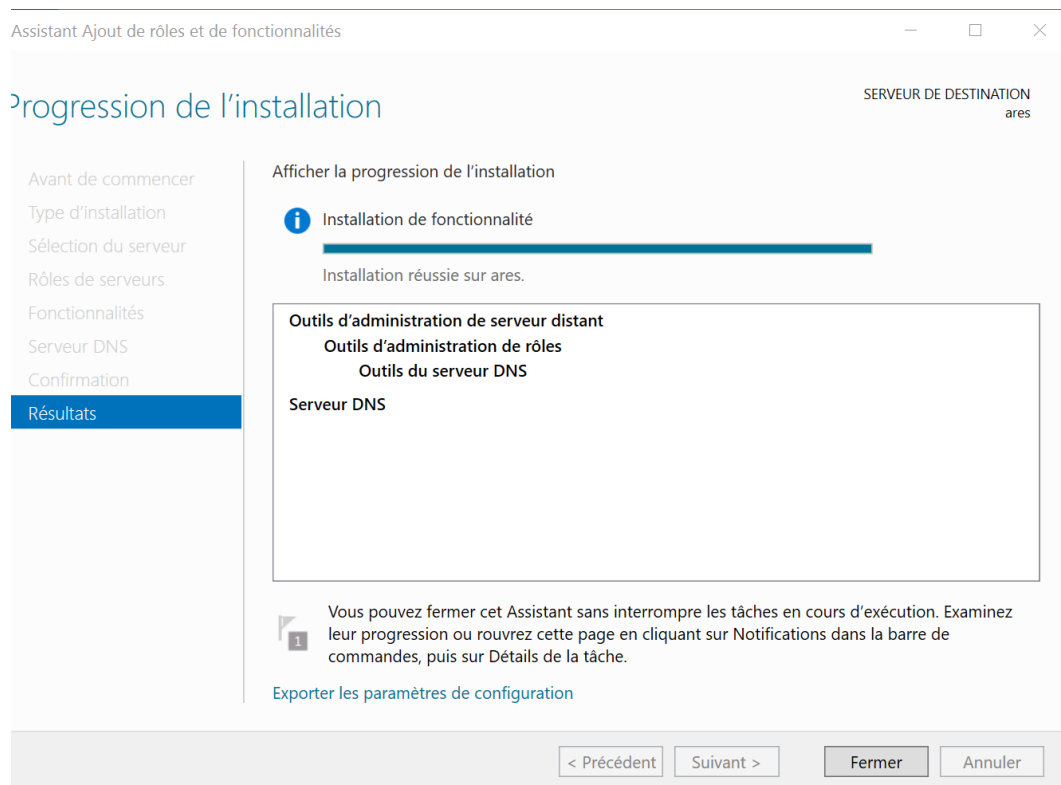 Assistant Ajout de rôles et de fonctionnalités
Progression de l’installation
SERVEUR DE DESTINATION
ares
Avant de commencer
Type d’installation
Sélection du serveur
Rôles de serveurs
Fonctionnalités
Serveur DNS
Confirmation
Résultats
Afficher la progression de l’installation
Installation de fonctionnalité
Installation réussie sur ares.
Outils d’administration de serveur distant
Outils d’administration de rôles
Outils du serveur DNS
Serveur DNS
1
Vous pouvez fermer cet Assistant sans interrompre les tâches en cours d’exécution. Examinez
leur progression ou rouvrez cette page en cliquant sur Notifications dans la barre de
commandes, puis sur Détails de la tâche.
Exporter les paramètres de configuration
< Précédent
Suivant >
Fermer
Annuler